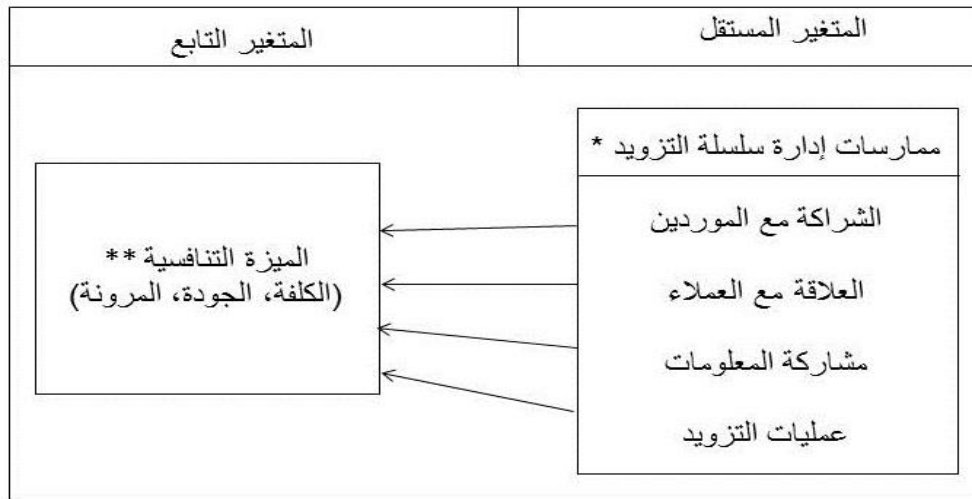 المتغير المستقل
المتغير التابع
ممارسات إدارة سلسلة التزويد *
الشراكة مع الموردين
العلاقة مع العملاء
مشاركة المعلومات
عمليات التزويد
الميزة التنافسية **
(الكلفة، الجودة، المرونة)